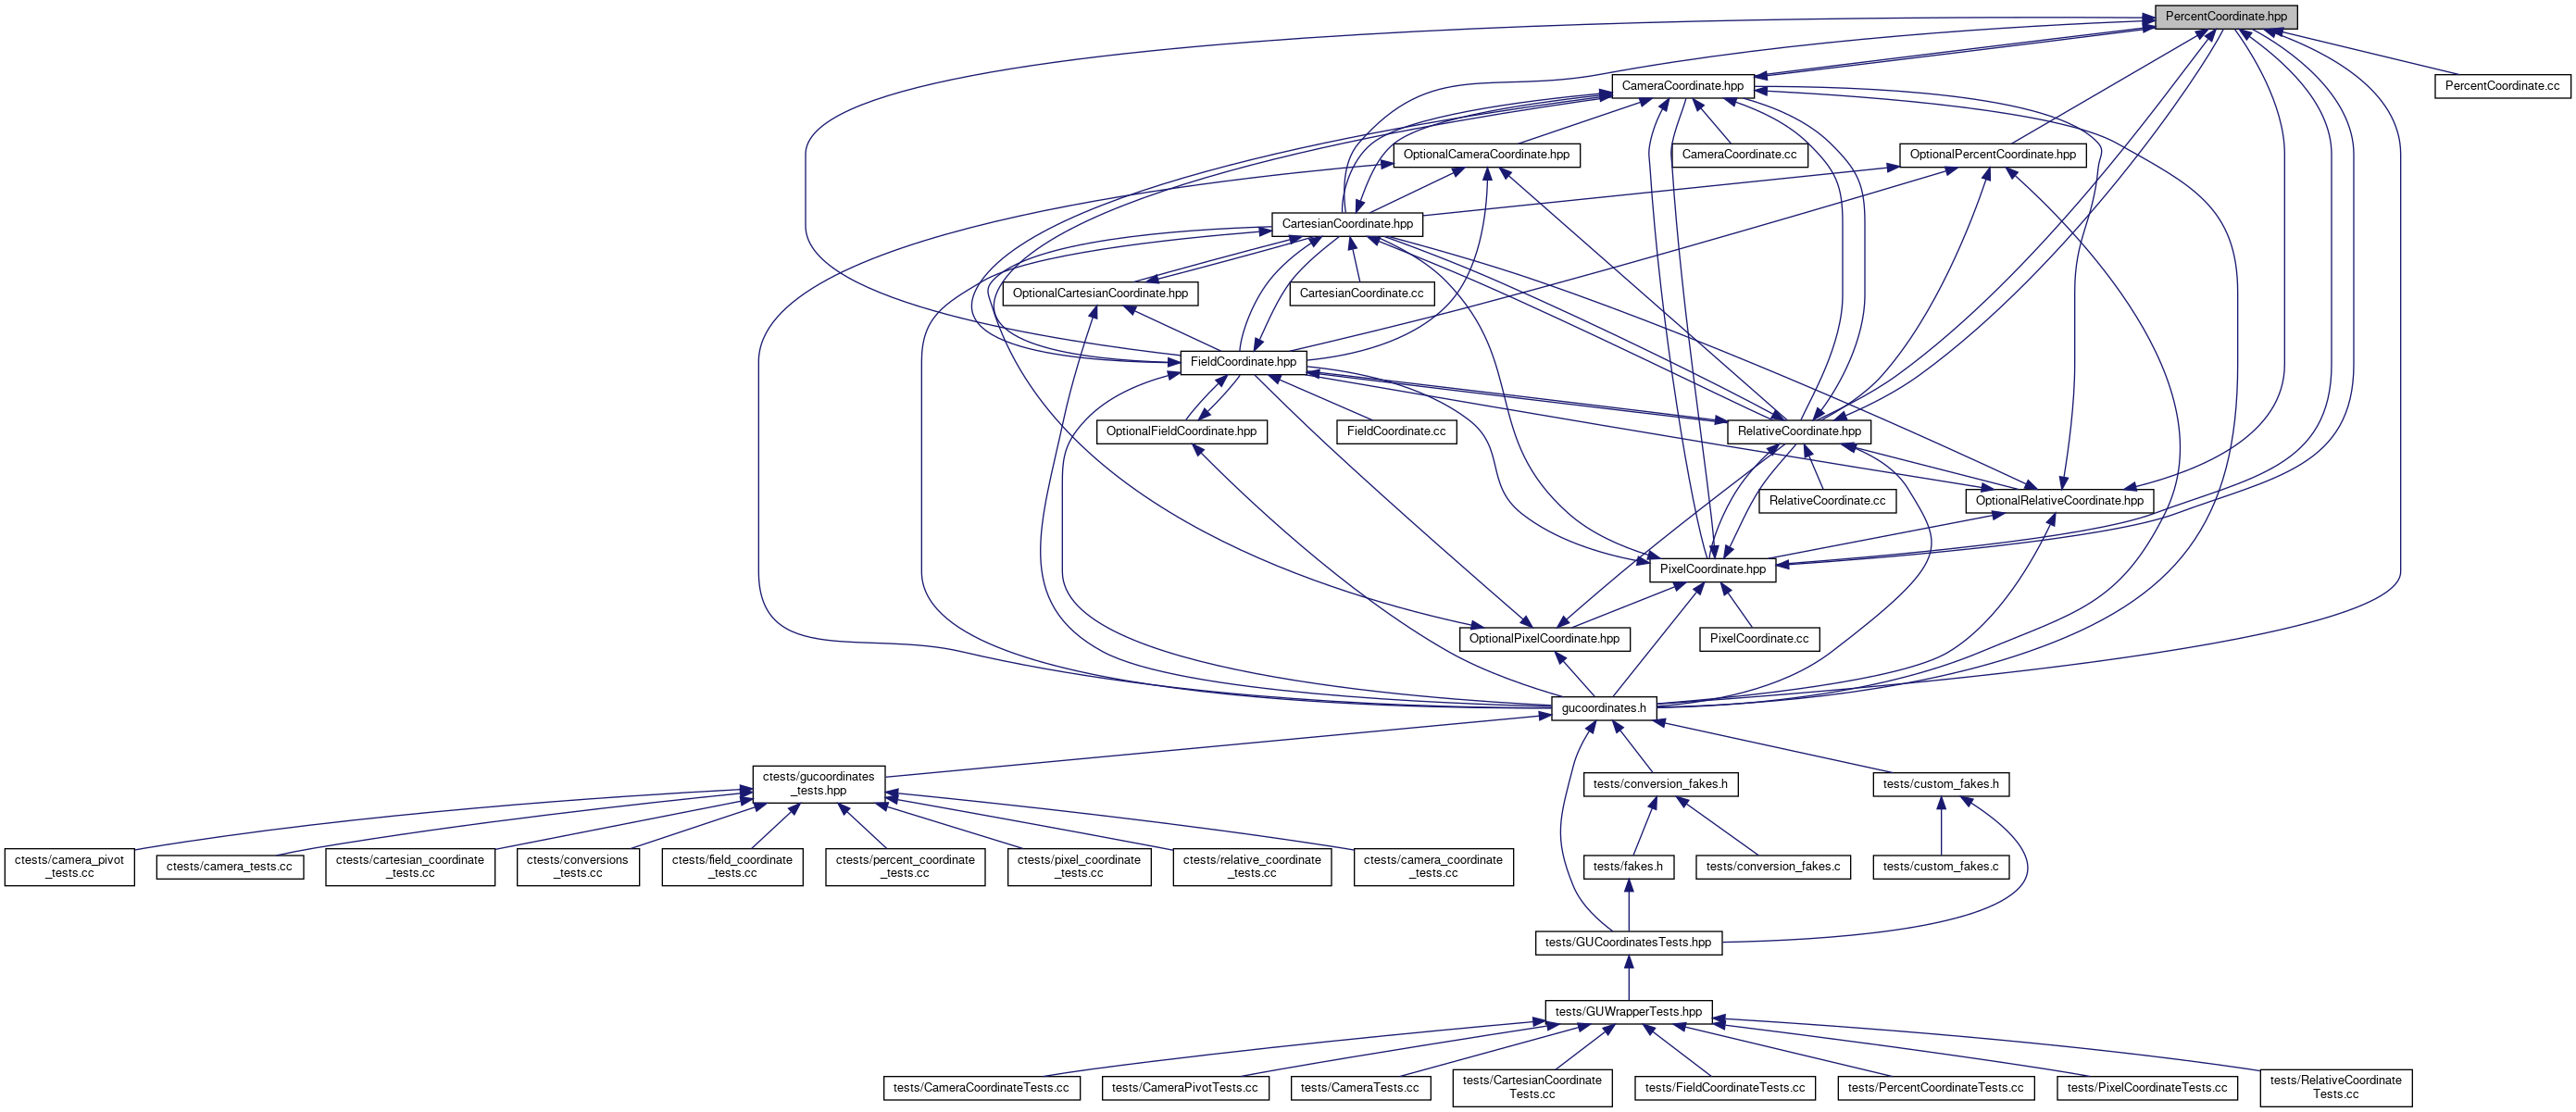 PercentCoordinate.hpp
CameraCoordinate.hpp
PercentCoordinate.cc
OptionalCameraCoordinate.hpp
CameraCoordinate.cc
OptionalPercentCoordinate.hpp
CartesianCoordinate.hpp
OptionalCartesianCoordinate.hpp
CartesianCoordinate.cc
FieldCoordinate.hpp
OptionalFieldCoordinate.hpp
FieldCoordinate.cc
RelativeCoordinate.hpp
RelativeCoordinate.cc
OptionalRelativeCoordinate.hpp
PixelCoordinate.hpp
OptionalPixelCoordinate.hpp
PixelCoordinate.cc
gucoordinates.h
ctests/gucoordinates
_tests.hpp
tests/conversion_fakes.h
tests/custom_fakes.h
ctests/camera_pivot
_tests.cc
ctests/camera_tests.cc
ctests/cartesian_coordinate
_tests.cc
ctests/conversions
_tests.cc
ctests/field_coordinate
_tests.cc
ctests/percent_coordinate
_tests.cc
ctests/pixel_coordinate
_tests.cc
ctests/relative_coordinate
_tests.cc
ctests/camera_coordinate
_tests.cc
tests/fakes.h
tests/conversion_fakes.c
tests/custom_fakes.c
tests/GUCoordinatesTests.hpp
tests/GUWrapperTests.hpp
tests/CameraCoordinateTests.cc
tests/CameraPivotTests.cc
tests/CameraTests.cc
tests/CartesianCoordinate
Tests.cc
tests/FieldCoordinateTests.cc
tests/PercentCoordinateTests.cc
tests/PixelCoordinateTests.cc
tests/RelativeCoordinate
Tests.cc